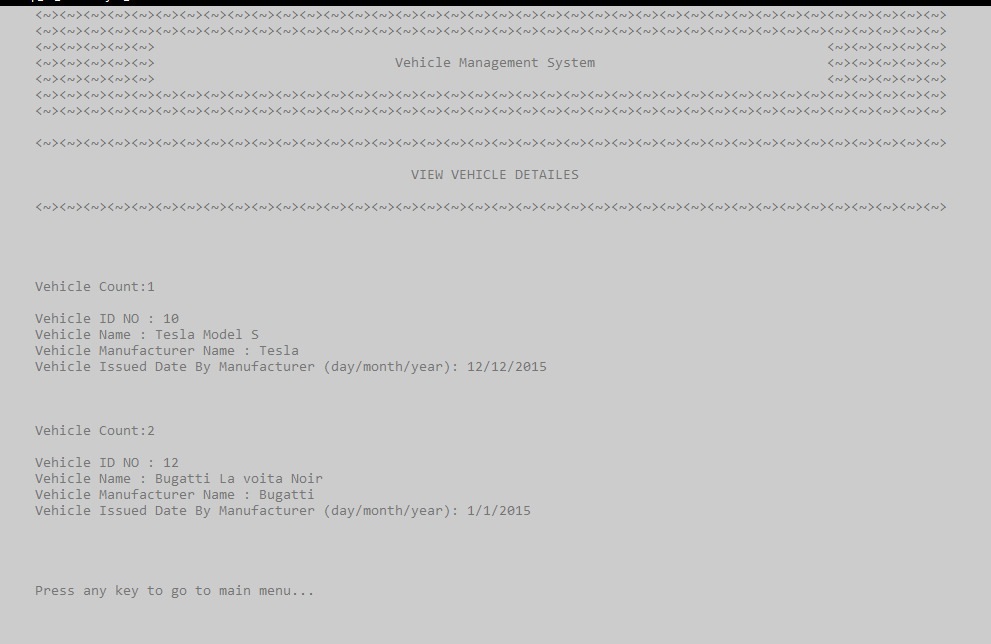 <~><~><~><~><~><~><~><~><~><~><~><~><~><~><~><~><~><~><~><~><~><~><~><~><~><~><~><~><~><~><~><~><~><~><~><~><~><~>
<~><~><~><~><~><~><~><~><~><~><~><~><~><~><~><~><~><~><~><~><~><~><~><~><~><~><~><~><~><~><~><~><~><~><~><~><~><~>
<~><~><~><~><~> <~><~><~><~><~>
<~><~><~><~><~> Vehicle Management System <~><~><~><~><~>
<~><~><~><~><~> <~><~><~><~><~>
<~><~><~><~><~><~><~><~><~><~><~><~><~><~><~><~><~><~><~><~><~><~><~><~><~><~><~><~><~><~><~><~><~><~><~><~><~><~>
<~><~><~><~><~><~><~><~><~><~><~><~><~><~><~><~><~><~><~><~><~><~><~><~><~><~><~><~><~><~><~><~><~><~><~><~><~><~>
<~><~><~><~><~><~><~><~><~><~><~><~><~><~><~><~><~><~><~><~><~><~><~><~><~><~><~><~><~><~><~><~><~><~><~><~><~><~>
VIEW VEHICLE DETAILES
<~><~><~><~><~><~><~><~><~><~><~><~><~><~><~><~><~><~><~><~><~><~><~><~><~><~><~><~><~><~><~><~><~><~><~><~><~><~>
Vehicle Count:1
Vehicle ID NO : 10
Vehicle Name : Tesla Model S
Vehicle Manufacturer Name : Tesla
Vehicle Issued Date By Manufacturer (day/month/year): 12/12/2015
Vehicle Count:2
Vehicle ID NO : 12
Vehicle Name : Bugatti La voita Noir
Vehicle Manufacturer Name : Bugatti
Vehicle Issued Date By Manufacturer (day/month/year): 1/1/2015
Press any key to go to main menu...